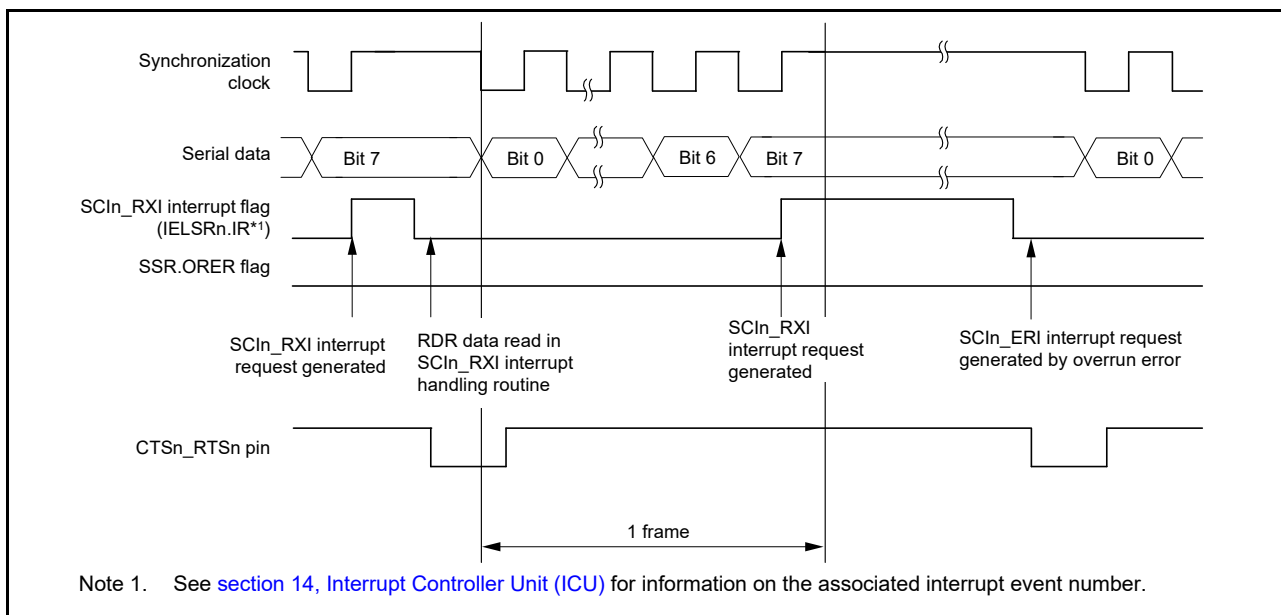 Synchronization
clock
Serial data
Bit 7
Bit 0
Bit 6
Bit 7
Bit 0
SCIn_RXI interrupt flag
(IELSRn.IR*1)
SSR.ORER flag
SCIn_RXI interrupt
request generated
RDR data read in
SCIn_RXI interrupt
handling routine
SCIn_RXI
interrupt request
generated
SCIn_ERI interrupt request
generated by overrun error
CTSn_RTSn pin
1 frame
Note 1. See section 14, Interrupt Controller Unit (ICU) for information on the associated interrupt event number.